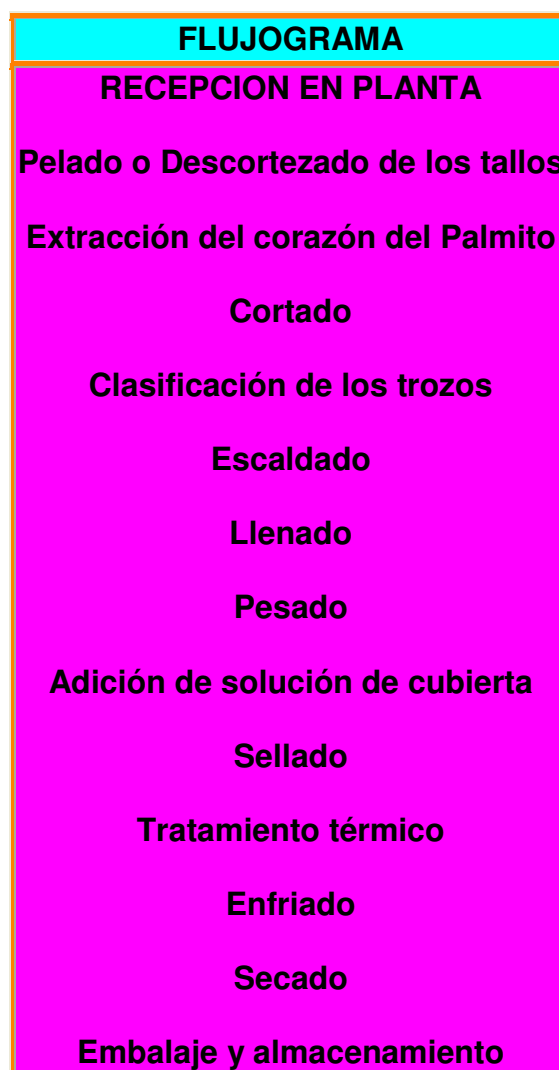 FLUJOGRAMA
RECEPCION EN PLANTA
Pelado o Descortezado de los tallos
Extracción del corazón del Palmito
Cortado
Clasificación de los trozos
Escaldado
Llenado
Pesado
Adición de solución de cubierta
Sellado
Tratamiento térmico
Enfriado
Secado
Embalaje y almacenamiento